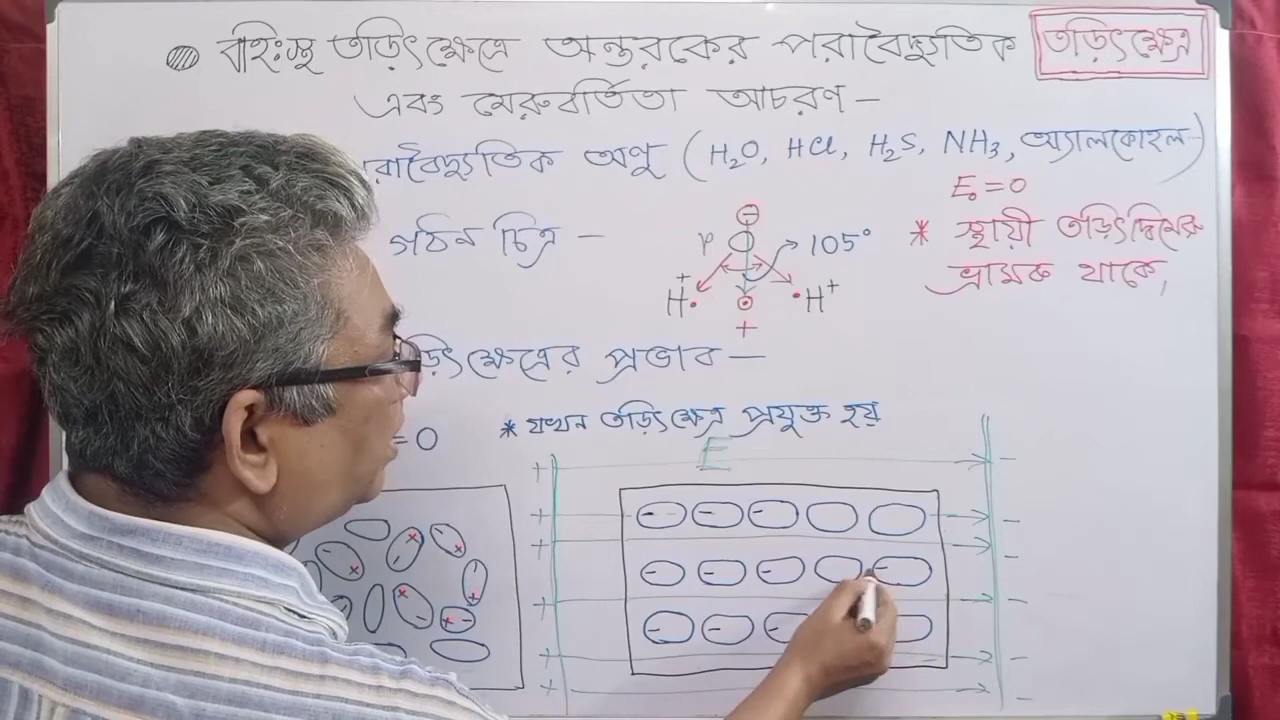 বহিঃস্থ তড়িৎক্ষেত্রে অন্তরকের পরাবৈদ্যুতিক
তড়িৎক্ষেত্র
এবং মেরুবর্তিতা আচরণ —
রাবৈদ্যুতিক অণু (H₂O, HCl, H₂S, NH₃, অ্যালকোহল)
E₀ = 0
গঠন চিত্র —
105°
* স্থায়ী তড়িৎদ্বিমেরু
ভ্রামক থাকে,
H⁺ H⁺
+
ড়িৎক্ষেত্রের প্রভাব —
* যখন তড়িৎক্ষেত্র প্রযুক্ত হয়
= 0
E